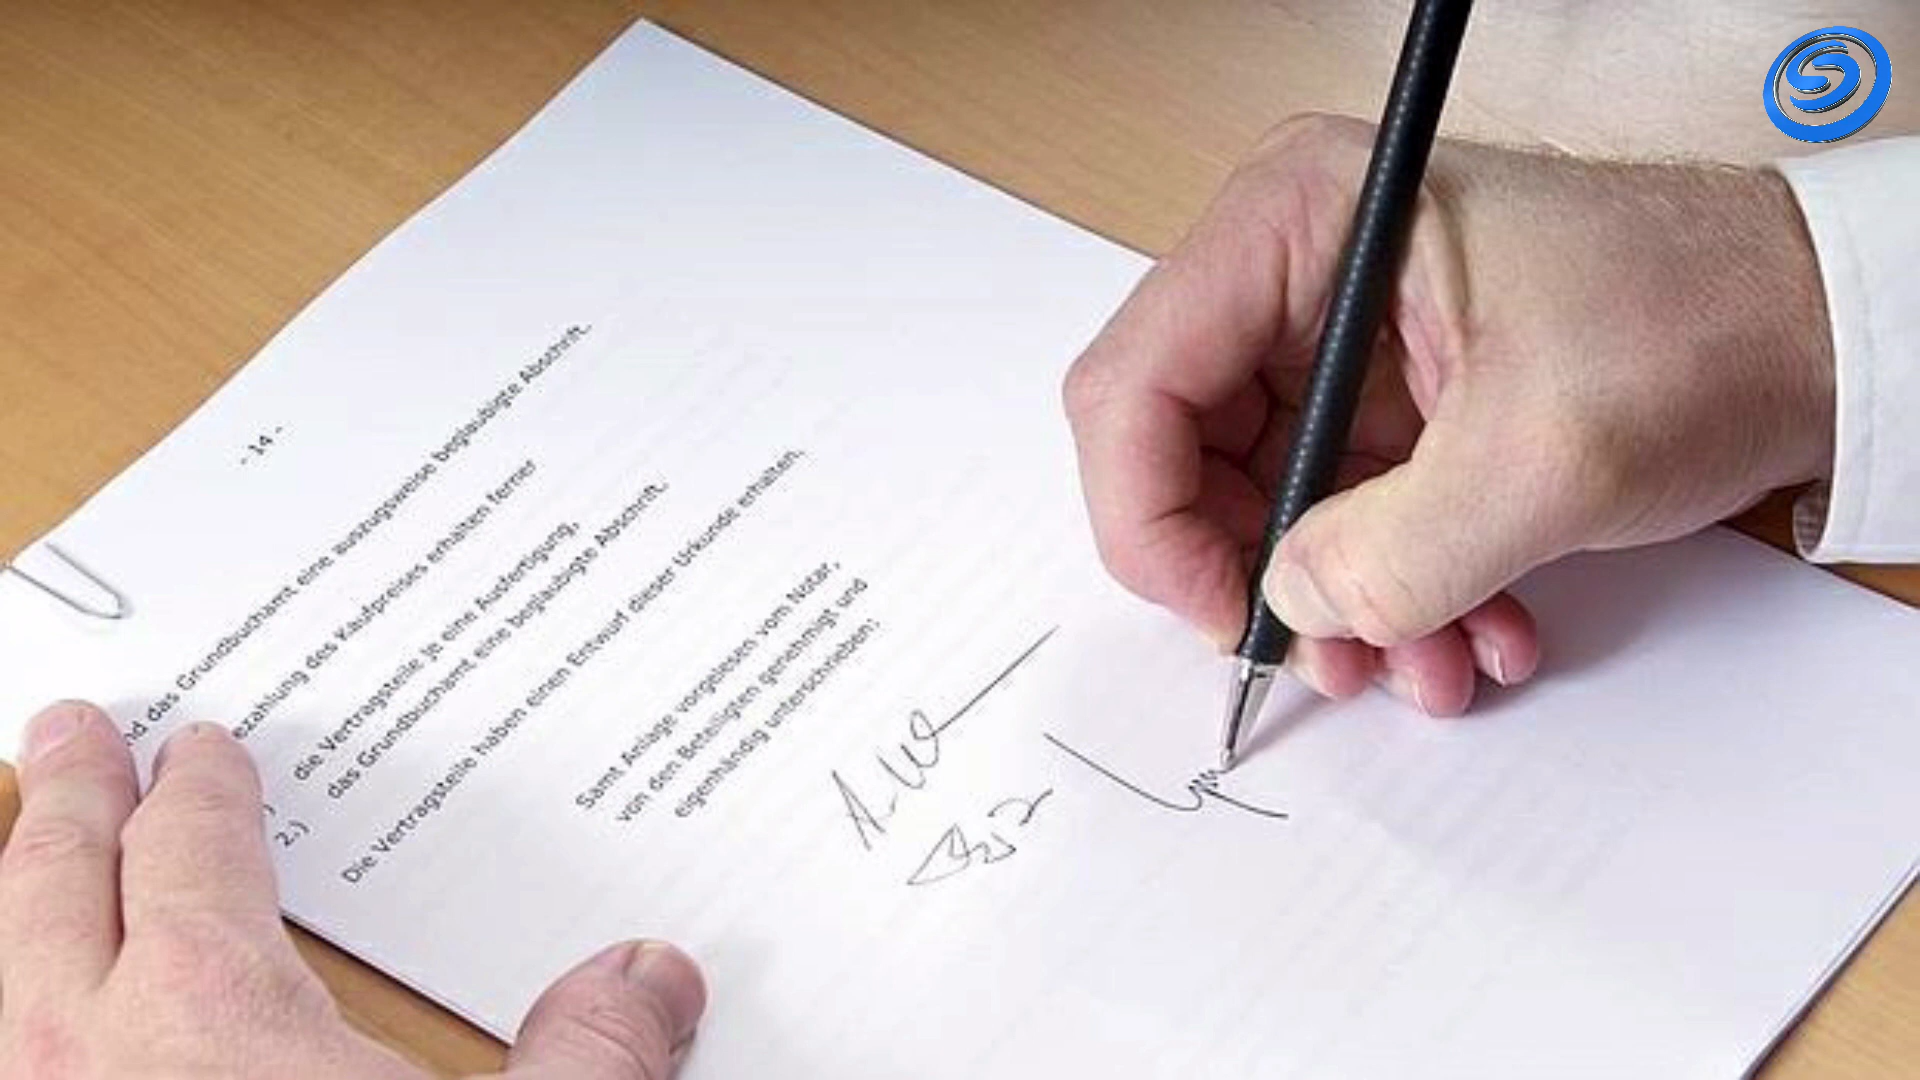 - 14 -
nd das Grundbuchamt eine auszugsweise beglaubigte Abschrift.
ezahlung des Kaufpreises erhalten ferner
) die Vertragsteile je eine Ausfertigung,
2.) das Grundbuchamt eine beglaubigte Abschrift.
Die Vertragsteile haben einen Entwurf dieser Urkunde erhalten.
Samt Anlage vorgelesen vom Notar,
von den Beteiligten genehmigt und
eigenhändig unterschrieben: